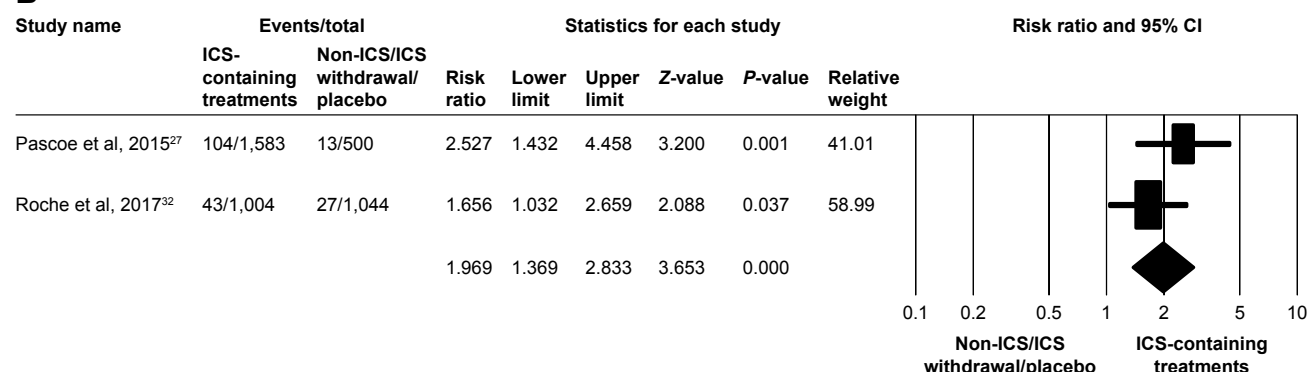 B
Study name Events/total Statistics for each study Risk ratio and 95% CI
ICS-containing treatments Non-ICS/ICS withdrawal/placebo Risk ratio Lower limit Upper limit Z-value P-value Relative weight
Pascoe et al, 2015²⁷ 104/1,583 13/500 2.527 1.432 4.458 3.200 0.001 41.01
Roche et al, 2017³² 43/1,004 27/1,044 1.656 1.032 2.659 2.088 0.037 58.99
1.969 1.369 2.833 3.653 0.000
0.1 0.2 0.5 1 2 5 10
Non-ICS/ICS ICS-containing
withdrawal/placebo treatments